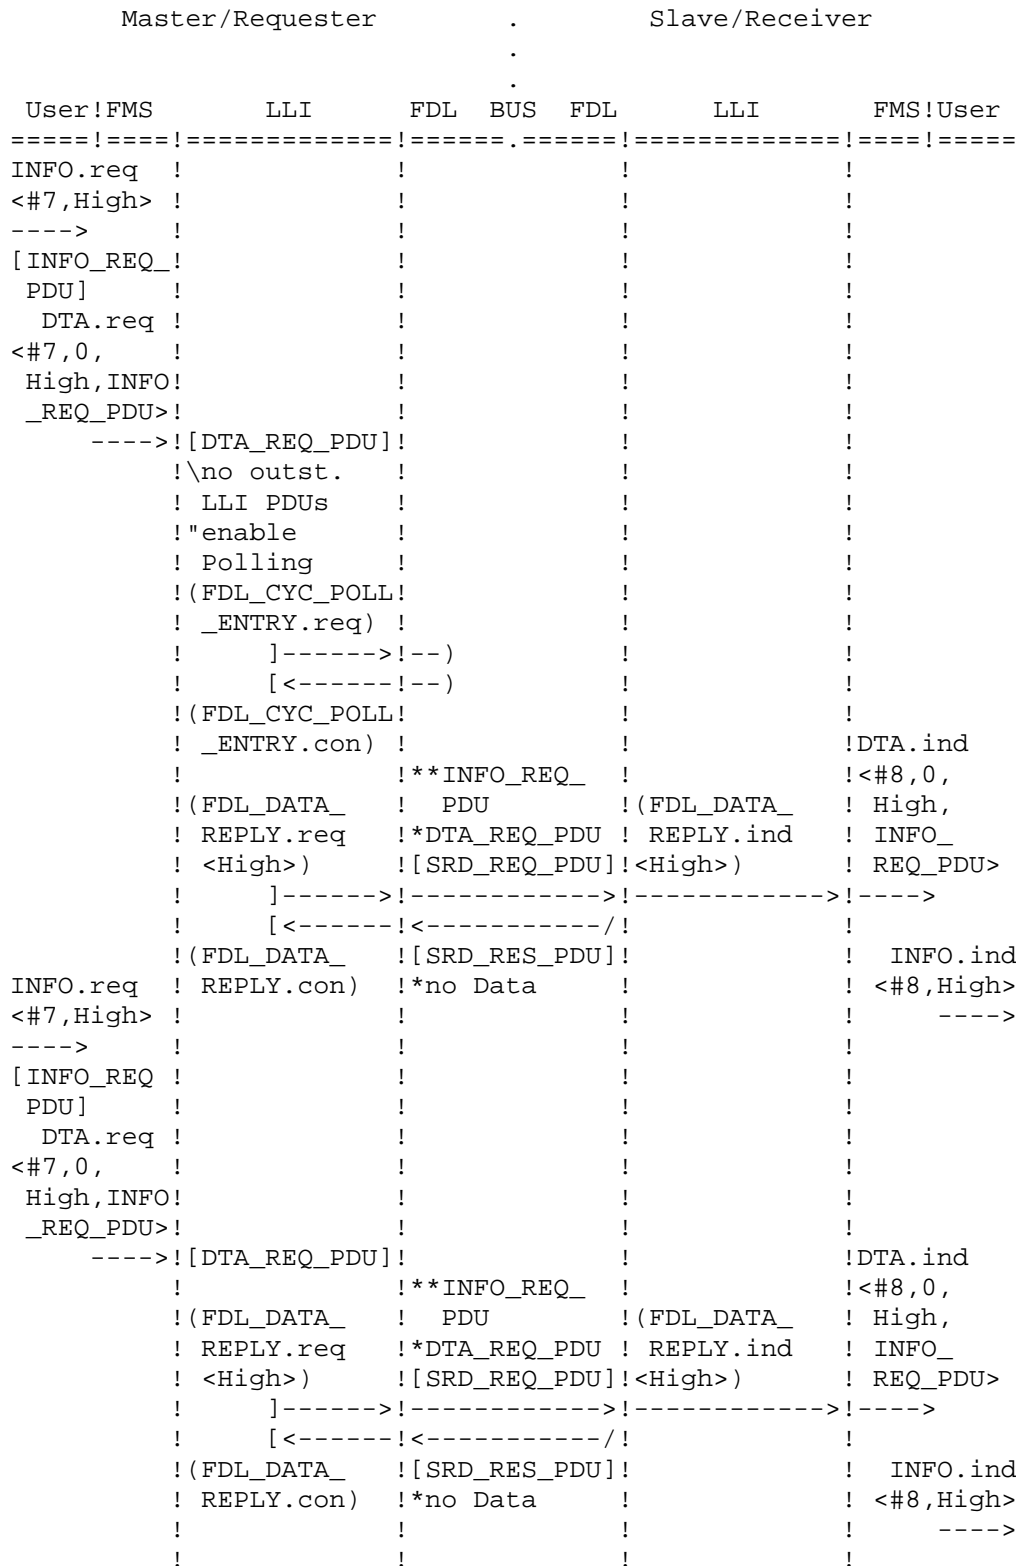 Master/Requester         .        Slave/Receiver
                                .
                                .
 User!FMS       LLI      FDL  BUS  FDL      LLI       FMS!User
=====!====!=============!======.======!=============!====!=====
INFO.req  !             !             !             !
<#7,High> !             !             !             !
---->     !             !             !             !
[INFO_REQ_!             !             !             !
 PDU]     !             !             !             !
  DTA.req !             !             !             !
<#7,0,    !             !             !             !
 High,INFO!             !             !             !
 _REQ_PDU>!             !             !             !
     ---->![DTA_REQ_PDU]!             !             !
          !\no outst.   !             !             !
          ! LLI PDUs    !             !             !
          !"enable      !             !             !
          ! Polling     !             !             !
          !(FDL_CYC_POLL!             !             !
          ! _ENTRY.req) !             !             !
          !     ]------>!--)          !             !
          !     [<------!--)          !             !
          !(FDL_CYC_POLL!             !             !
          ! _ENTRY.con) !             !             !DTA.ind
          !             !**INFO_REQ_  !             !<#8,0,
          !(FDL_DATA_   !  PDU        !(FDL_DATA_   ! High,
          ! REPLY.req   !*DTA_REQ_PDU ! REPLY.ind   ! INFO_
          ! <High>)     ![SRD_REQ_PDU]!<High>)      ! REQ_PDU>
          !     ]------>!------------>!------------>!---->
          !     [<------!<-----------/!             !
          !(FDL_DATA_   ![SRD_RES_PDU]!             !  INFO.ind
INFO.req  ! REPLY.con)  !*no Data     !             ! <#8,High>
<#7,High> !             !             !             !     ---->
---->     !             !             !             !
[INFO_REQ !             !             !             !
 PDU]     !             !             !             !
  DTA.req !             !             !             !
<#7,0,    !             !             !             !
 High,INFO!             !             !             !
 _REQ_PDU>!             !             !             !
     ---->![DTA_REQ_PDU]!             !             !DTA.ind
          !             !**INFO_REQ_  !             !<#8,0,
          !(FDL_DATA_   !  PDU        !(FDL_DATA_   ! High,
          ! REPLY.req   !*DTA_REQ_PDU ! REPLY.ind   ! INFO_
          ! <High>)     ![SRD_REQ_PDU]!<High>)      ! REQ_PDU>
          !     ]------>!------------>!------------>!---->
          !     [<------!<-----------/!             !
          !(FDL_DATA_   ![SRD_RES_PDU]!             !  INFO.ind
          ! REPLY.con)  !*no Data     !             ! <#8,High>
          !             !             !             !     ---->
          !             !             !             !